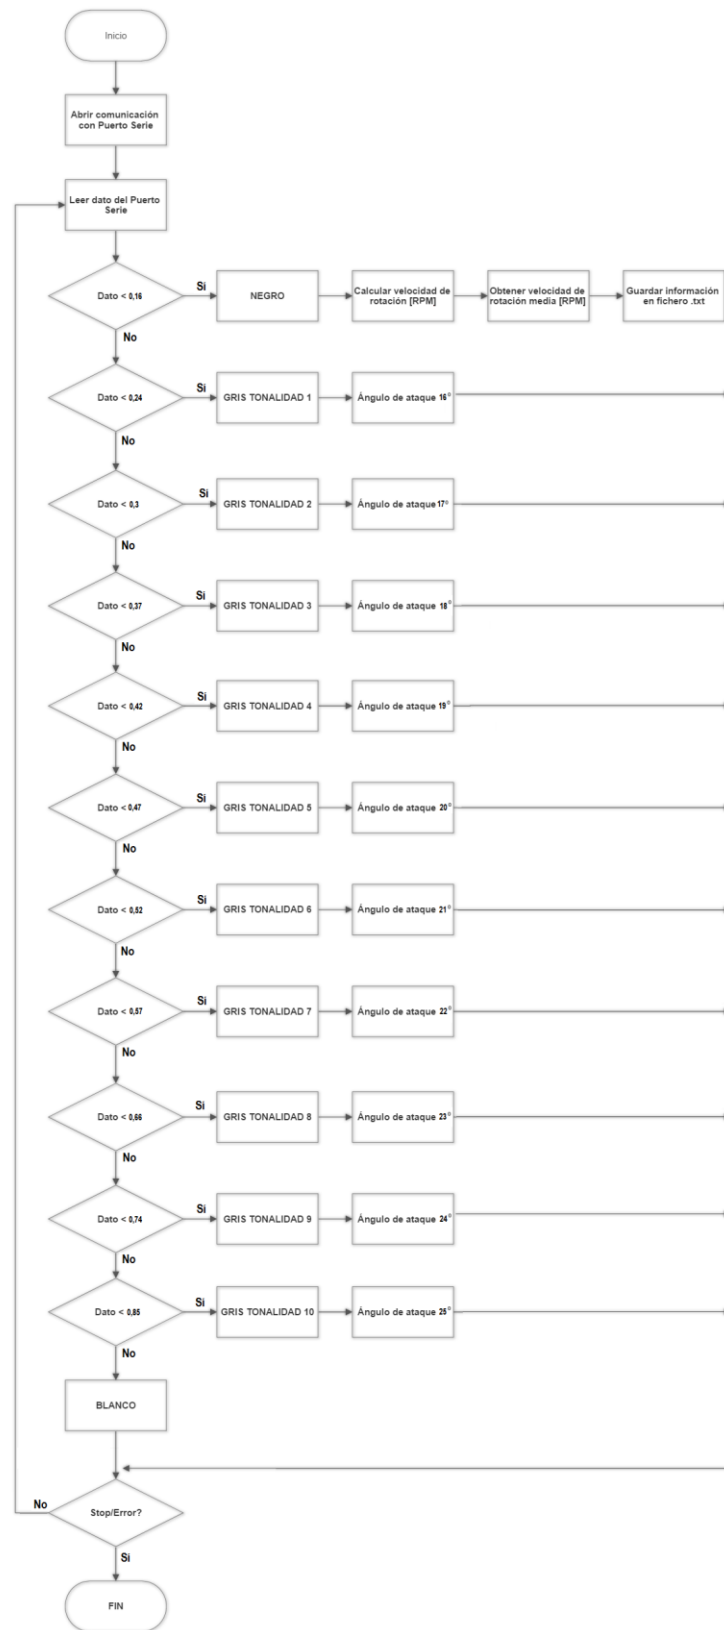 Inicio
Abrir comunicación
con Puerto Serie
Leer dato del Puerto
Serie
Dato < 0,16
Si
NEGRO
Calcular velocidad de
rotación [RPM]
Obtener velocidad de
rotación media [RPM]
Guardar información
en fichero .txt
No
Dato < 0,24
Si
GRIS TONALIDAD 1
Ángulo de ataque 16°
No
Dato < 0,3
Si
GRIS TONALIDAD 2
Ángulo de ataque 17°
No
Dato < 0,37
Si
GRIS TONALIDAD 3
Ángulo de ataque 18°
No
Dato < 0,42
Si
GRIS TONALIDAD 4
Ángulo de ataque 19°
No
Dato < 0,47
Si
GRIS TONALIDAD 5
Ángulo de ataque 20°
No
Dato < 0,52
Si
GRIS TONALIDAD 6
Ángulo de ataque 21°
No
Dato < 0,57
Si
GRIS TONALIDAD 7
Ángulo de ataque 22°
No
Dato < 0,66
Si
GRIS TONALIDAD 8
Ángulo de ataque 23°
No
Dato < 0,74
Si
GRIS TONALIDAD 9
Ángulo de ataque 24°
No
Dato < 0,85
Si
GRIS TONALIDAD 10
Ángulo de ataque 25°
No
BLANCO
No
Stop/Error?
Si
FIN